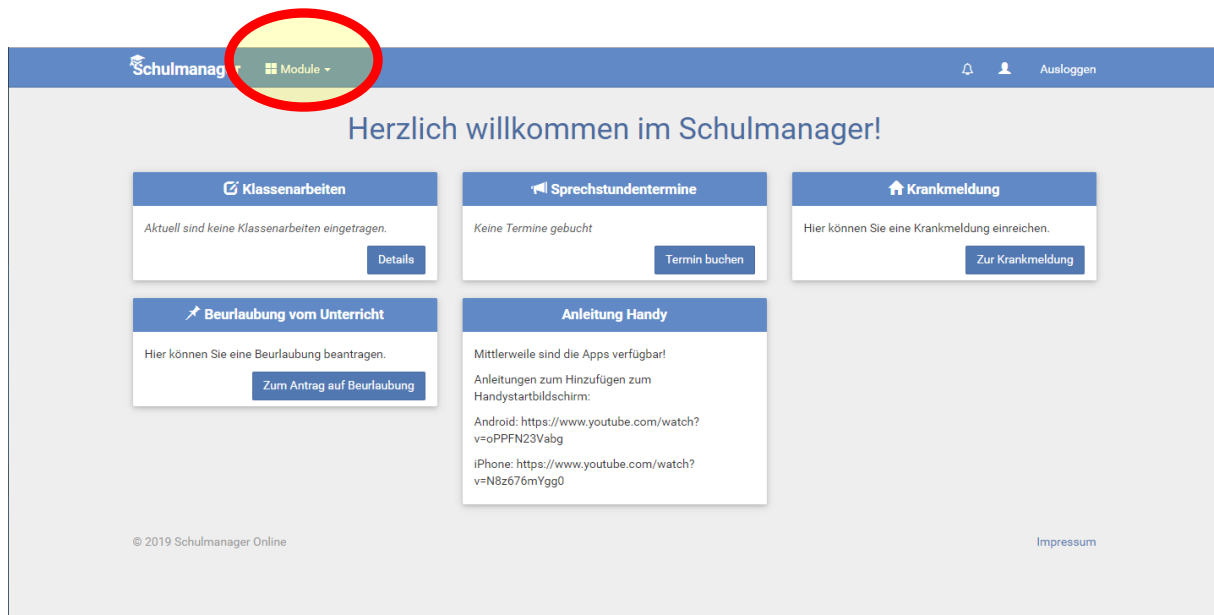 Schulmanager Module Ausloggen
Herzlich willkommen im Schulmanager!
Klassenarbeiten
Aktuell sind keine Klassenarbeiten eingetragen.
Details
Sprechstundentermine
Keine Termine gebucht
Termin buchen
Krankmeldung
Hier können Sie eine Krankmeldung einreichen.
Zur Krankmeldung
Beurlaubung vom Unterricht
Hier können Sie eine Beurlaubung beantragen.
Zum Antrag auf Beurlaubung
Anleitung Handy
Mittlerweile sind die Apps verfügbar!
Anleitungen zum Hinzufügen zum
Handystartbildschirm:
Android: https://www.youtube.com/watch?
v=oPPFN23Vabg
iPhone: https://www.youtube.com/watch?
v=N8z676mYgg0
© 2019 Schulmanager Online
Impressum